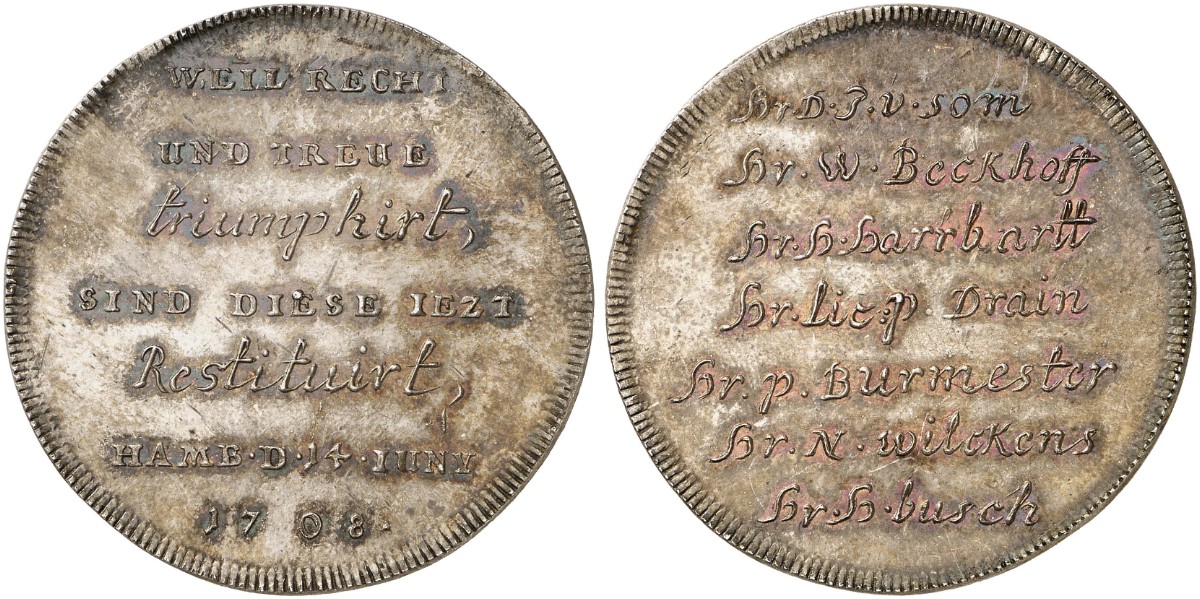 WEIL RECHT
UND TREUE
triumphirt,
SIND DIESE IEZT
Restituirt,
HAMB·D·14·IUNY
1708·
Hr D·J·V·som
Hr·W·Beckhoff
Hr·H·
Hr·Lic:p Drain
Hr·p·Burmester
Hr·N·wilckens
Hr·H·busch